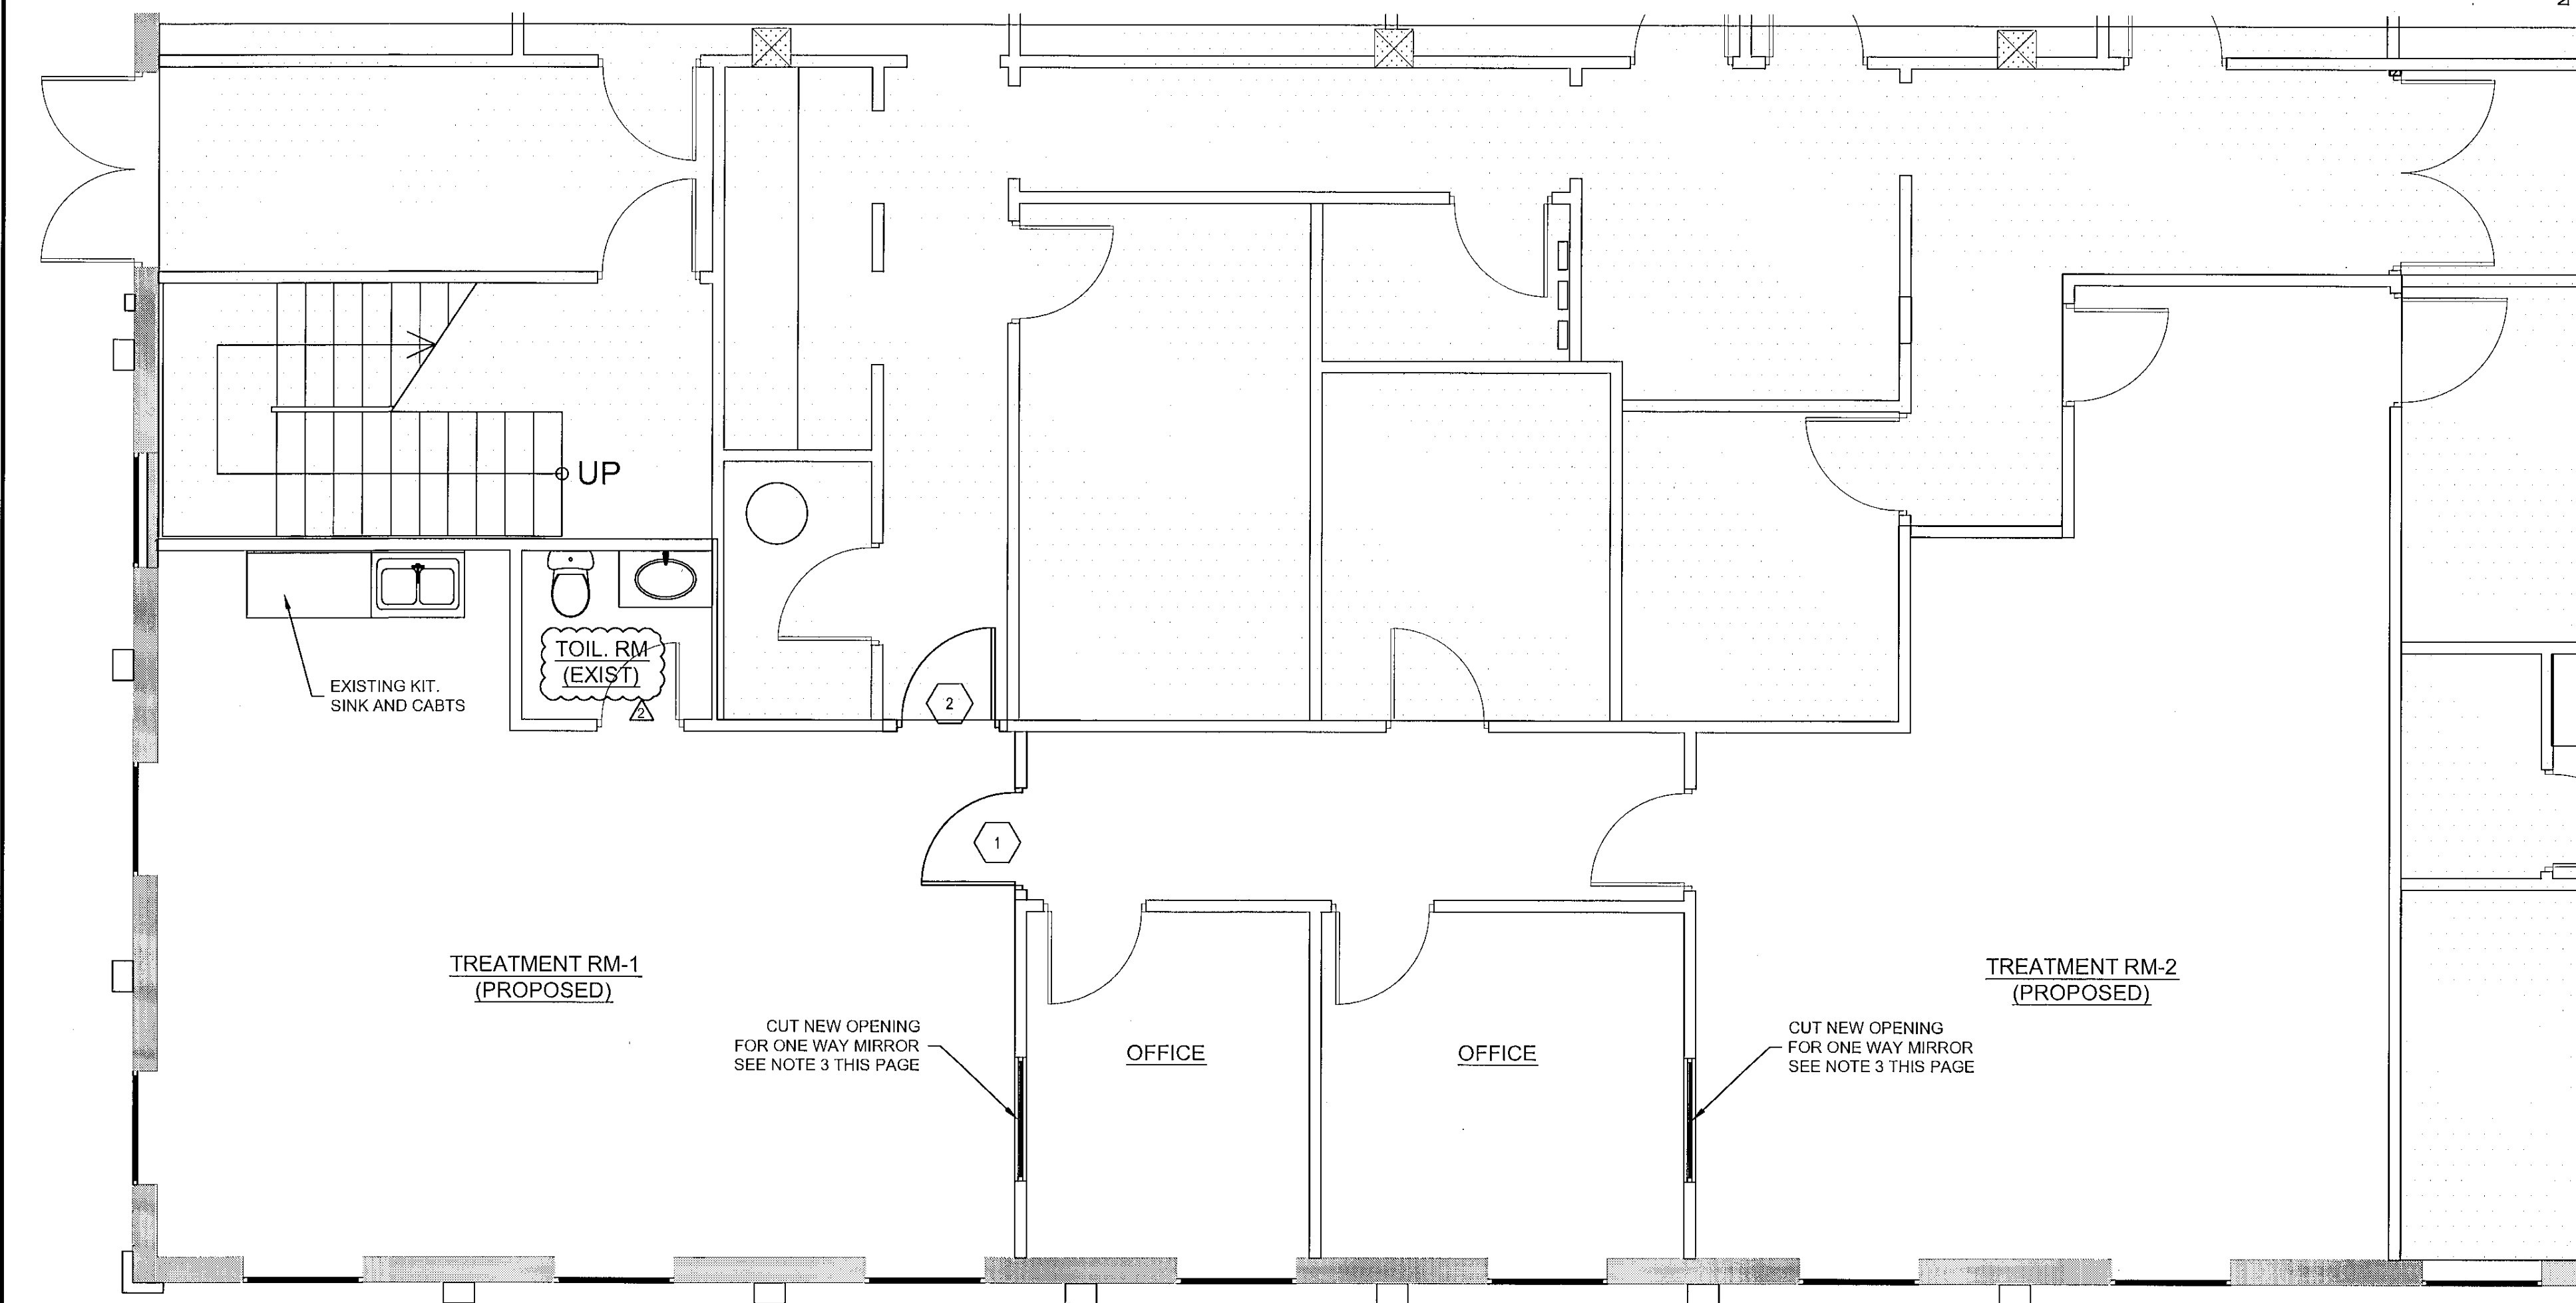 UP
TOIL. RM
(EXIST)
2
2
EXISTING KIT.
SINK AND CABTS
1
TREATMENT RM-1
(PROPOSED)
CUT NEW OPENING
FOR ONE WAY MIRROR
SEE NOTE 3 THIS PAGE
OFFICE
OFFICE
TREATMENT RM-2
(PROPOSED)
CUT NEW OPENING
FOR ONE WAY MIRROR
SEE NOTE 3 THIS PAGE